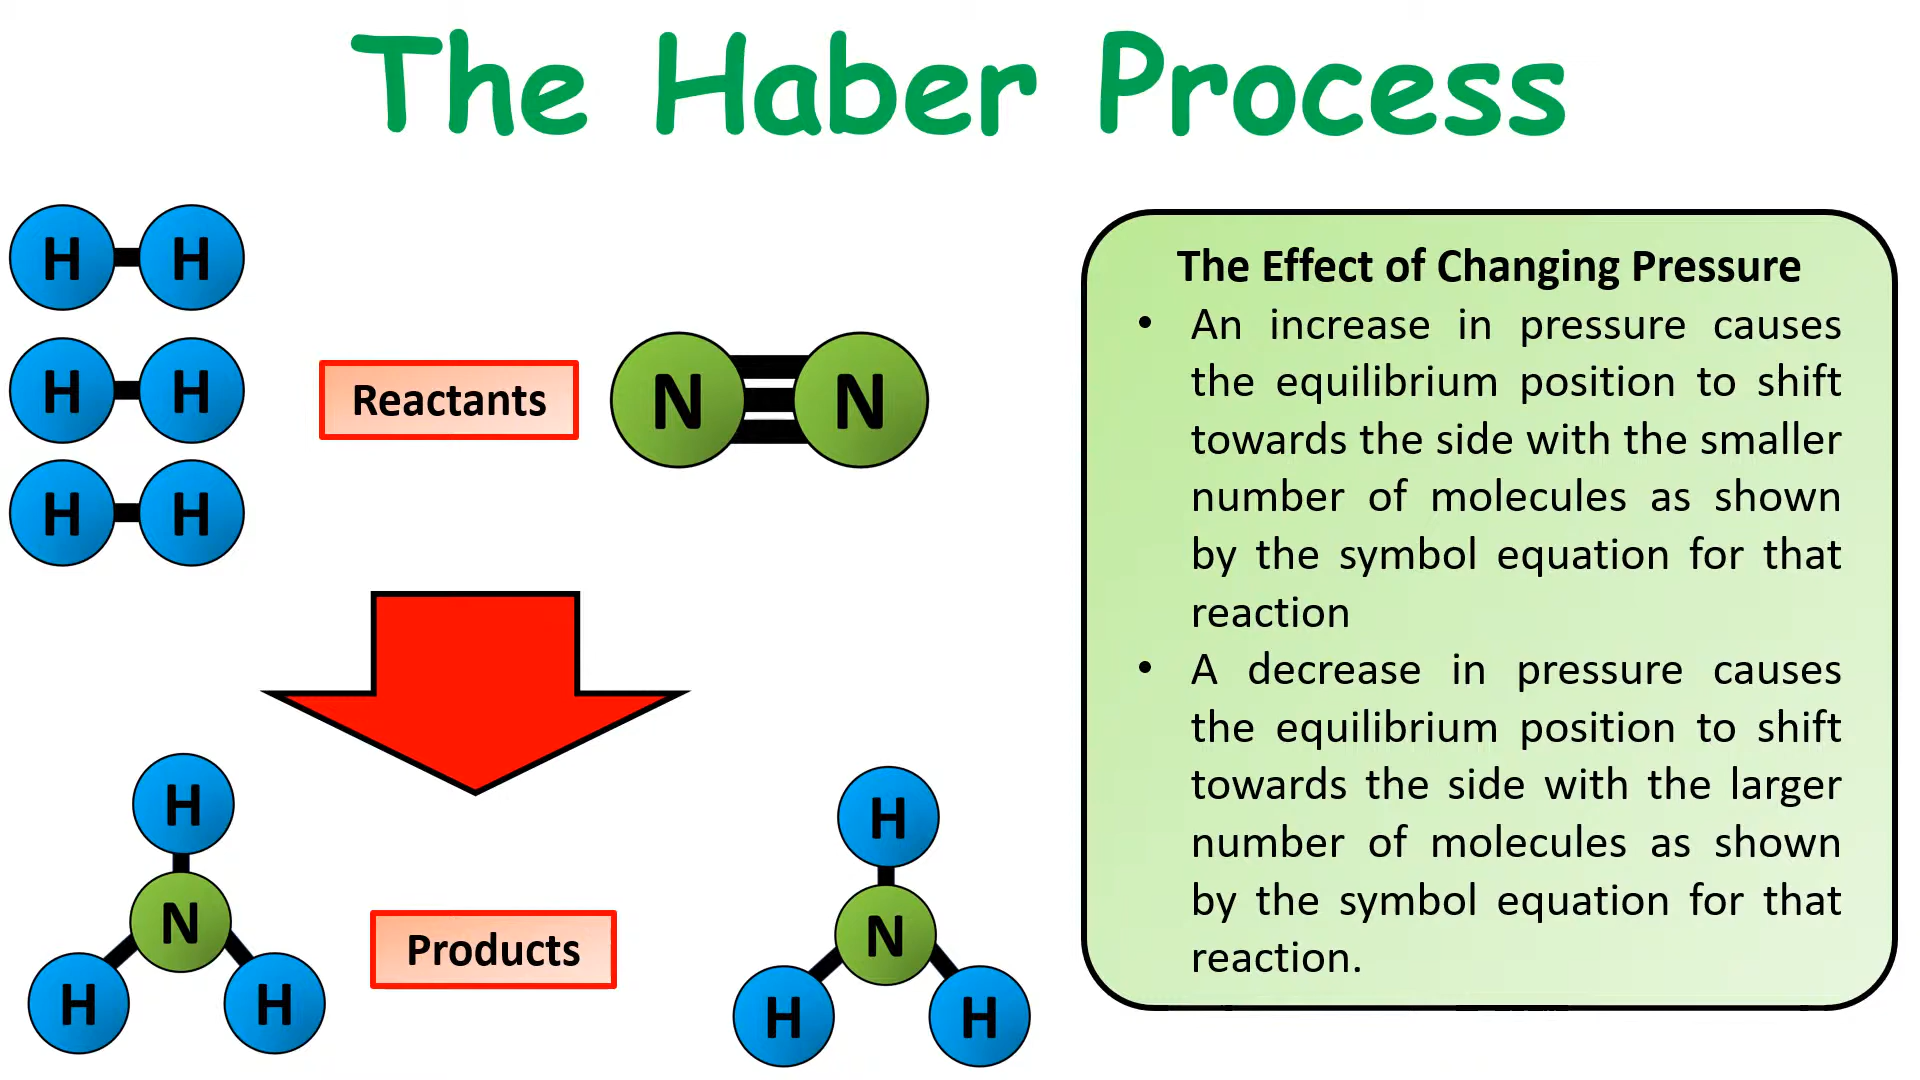 The Haber Process
H H
H H
H H
Reactants
N N
H
N
H H
Products
H
N
H H
The Effect of Changing Pressure
• An increase in pressure causes
the equilibrium position to shift
towards the side with the smaller
number of molecules as shown
by the symbol equation for that
reaction
• A decrease in pressure causes
the equilibrium position to shift
towards the side with the larger
number of molecules as shown
by the symbol equation for that
reaction.